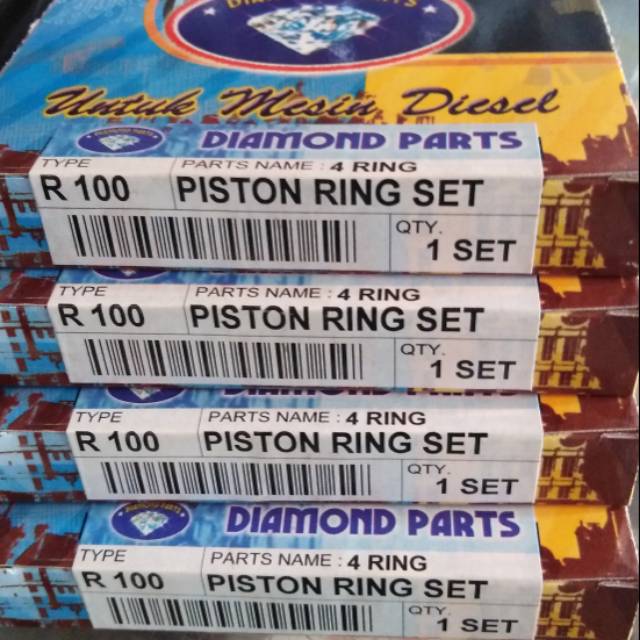 DIAMOND PARTS
Untuk Mesin Diesel
DIAMOND PARTS
TYPE PARTS NAME : 4 RING
R 100 PISTON RING SET
QTY.
1 SET
TYPE PARTS NAME : 4 RING
R 100 PISTON RING SET
QTY.
1 SET
TYPE PARTS NAME : 4 RING
R 100 PISTON RING SET
QTY.
1 SET
DIAMOND PARTS
TYPE PARTS NAME : 4 RING
R 100 PISTON RING SET
QTY.
1 SET